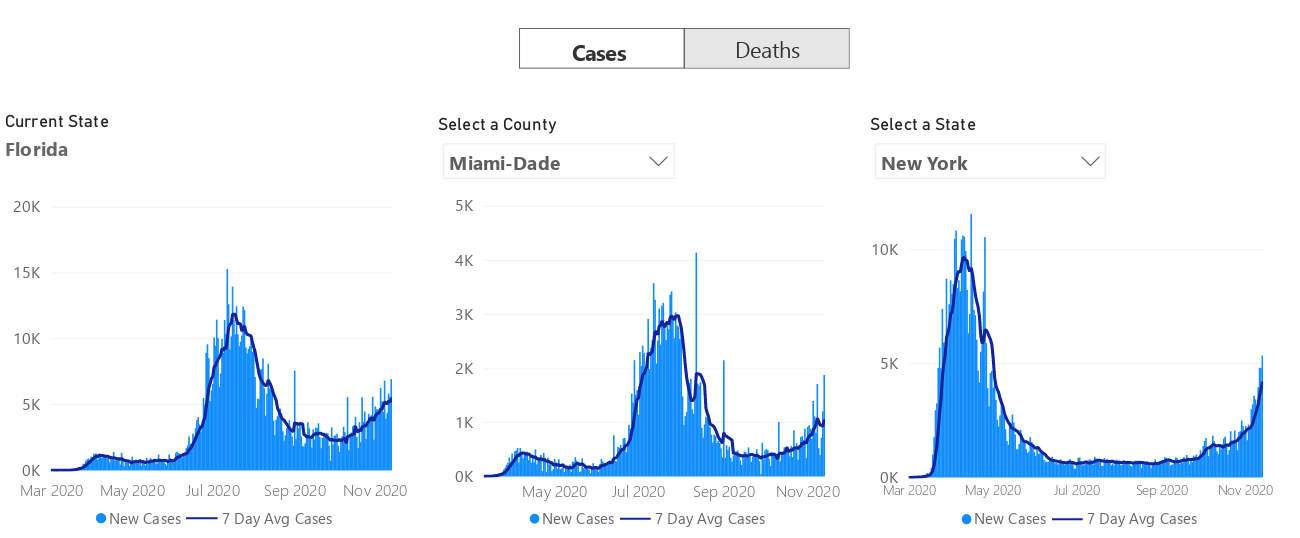 Cases
Deaths
Current State
Florida
20K
15K
10K
5K
0K
Mar 2020 May 2020 Jul 2020 Sep 2020 Nov 2020
New Cases 7 Day Avg Cases
Select a County
Miami-Dade
5K
4K
3K
2K
1K
0K
May 2020 Jul 2020 Sep 2020 Nov 2020
New Cases 7 Day Avg Cases
Select a State
New York
10K
5K
0K
Mar 2020 May 2020 Jul 2020 Sep 2020 Nov 2020
New Cases 7 Day Avg Cases